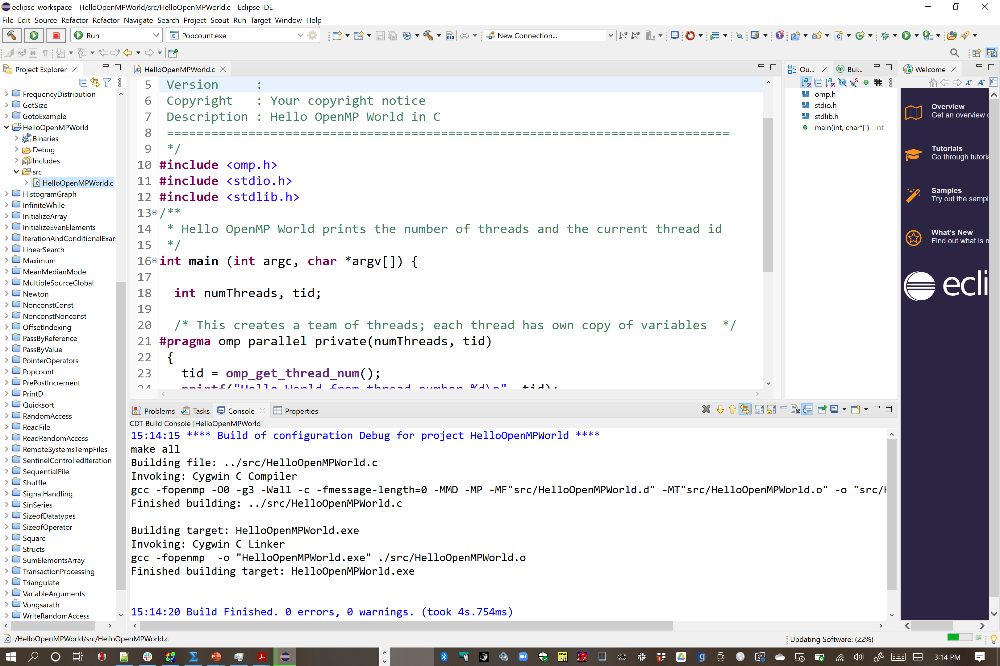 eclipse-workspace - HelloOpenMPWorld/src/HelloOpenMPWorld.c - Eclipse IDE
File Edit Source Refactor Refactor Navigate Search Project Scout Run Target Window Help
Run
Popcount.exe
010
New Connection...
Project Explorer
FrequencyDistribution
GetSize
GotoExample
HelloOpenMPWorld
Binaries
Debug
Includes
src
HelloOpenMPWorld.c
HistogramGraph
InfiniteWhile
InitializeArray
InitializeEvenElements
IterationAndConditionalExam
LinearSearch
Maximum
MeanMedianMode
MultipleSourceGlobal
Newton
NonconstConst
NonconstNonconst
OffsetIndexing
PassByReference
PassByValue
PointerOperators
Popcount
PrePostIncrement
PrintD
Quicksort
RandomAccess
ReadFile
ReadRandomAccess
RemoteSystemsTempFiles
SentinelControlledIteration
SequentialFile
Shuffle
SignalHandling
SinSeries
SizeofDatatypes
SizeofOperator
Square
Structs
SumElementsArray
TransactionProcessing
Triangulate
VariableArguments
Vongsarath
WriteRandomAccess
HelloOpenMPWorld.c
5 Version :
6 Copyright : Your copyright notice
7 Description : Hello OpenMP World in C
8 ============================================================================
9 */
10 #include <omp.h>
11 #include <stdio.h>
12 #include <stdlib.h>
13 /**
14 * Hello OpenMP World prints the number of threads and the current thread id
15 */
16 int main (int argc, char *argv[]) {
17
18 int numThreads, tid;
19
20 /* This creates a team of threads; each thread has own copy of variables */
21 #pragma omp parallel private(numThreads, tid)
22 {
23 tid = omp_get_thread_num();
24 printf("Hello World from thread number %d\n", tid);
Ou...
Bui...
omp.h
stdio.h
stdlib.h
main(int, char*[]) : int
Welcome
Overview
Get an overview o
Tutorials
Go through tutoria
Samples
Try out the sampl
What's New
Find out what is n
ecli
Problems
Tasks
Console
Properties
CDT Build Console [HelloOpenMPWorld]
15:14:15 **** Build of configuration Debug for project HelloOpenMPWorld ****
make all
Building file: ../src/HelloOpenMPWorld.c
Invoking: Cygwin C Compiler
gcc -fopenmp -O0 -g3 -Wall -c -fmessage-length=0 -MMD -MP -MF"src/HelloOpenMPWorld.d" -MT"src/HelloOpenMPWorld.o" -o "src/H
Finished building: ../src/HelloOpenMPWorld.c
Building target: HelloOpenMPWorld.exe
Invoking: Cygwin C Linker
gcc -fopenmp  -o "HelloOpenMPWorld.exe" ./src/HelloOpenMPWorld.o
Finished building target: HelloOpenMPWorld.exe
15:14:20 Build Finished. 0 errors, 0 warnings. (took 4s.754ms)
/HelloOpenMPWorld/src/HelloOpenMPWorld.c
Updating Software: (22%)
VISA
3:14 PM